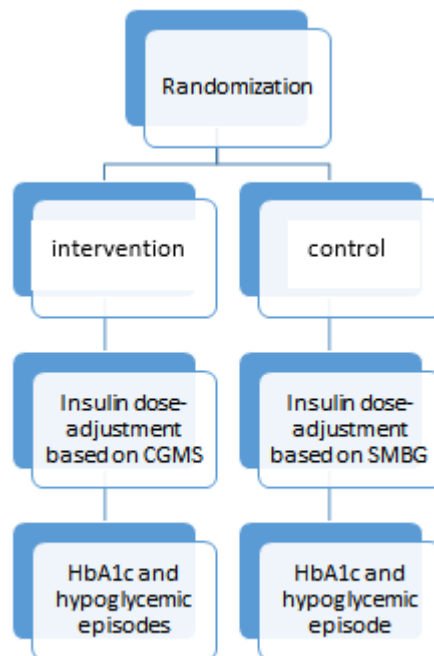 Randomization
intervention
control
Insulin dose-
adjustment
based on CGMS
Insulin dose-
adjustment
based on SMBG
HbA1c and
hypoglycemic
episodes
HbA1c and
hypoglycemic
episode